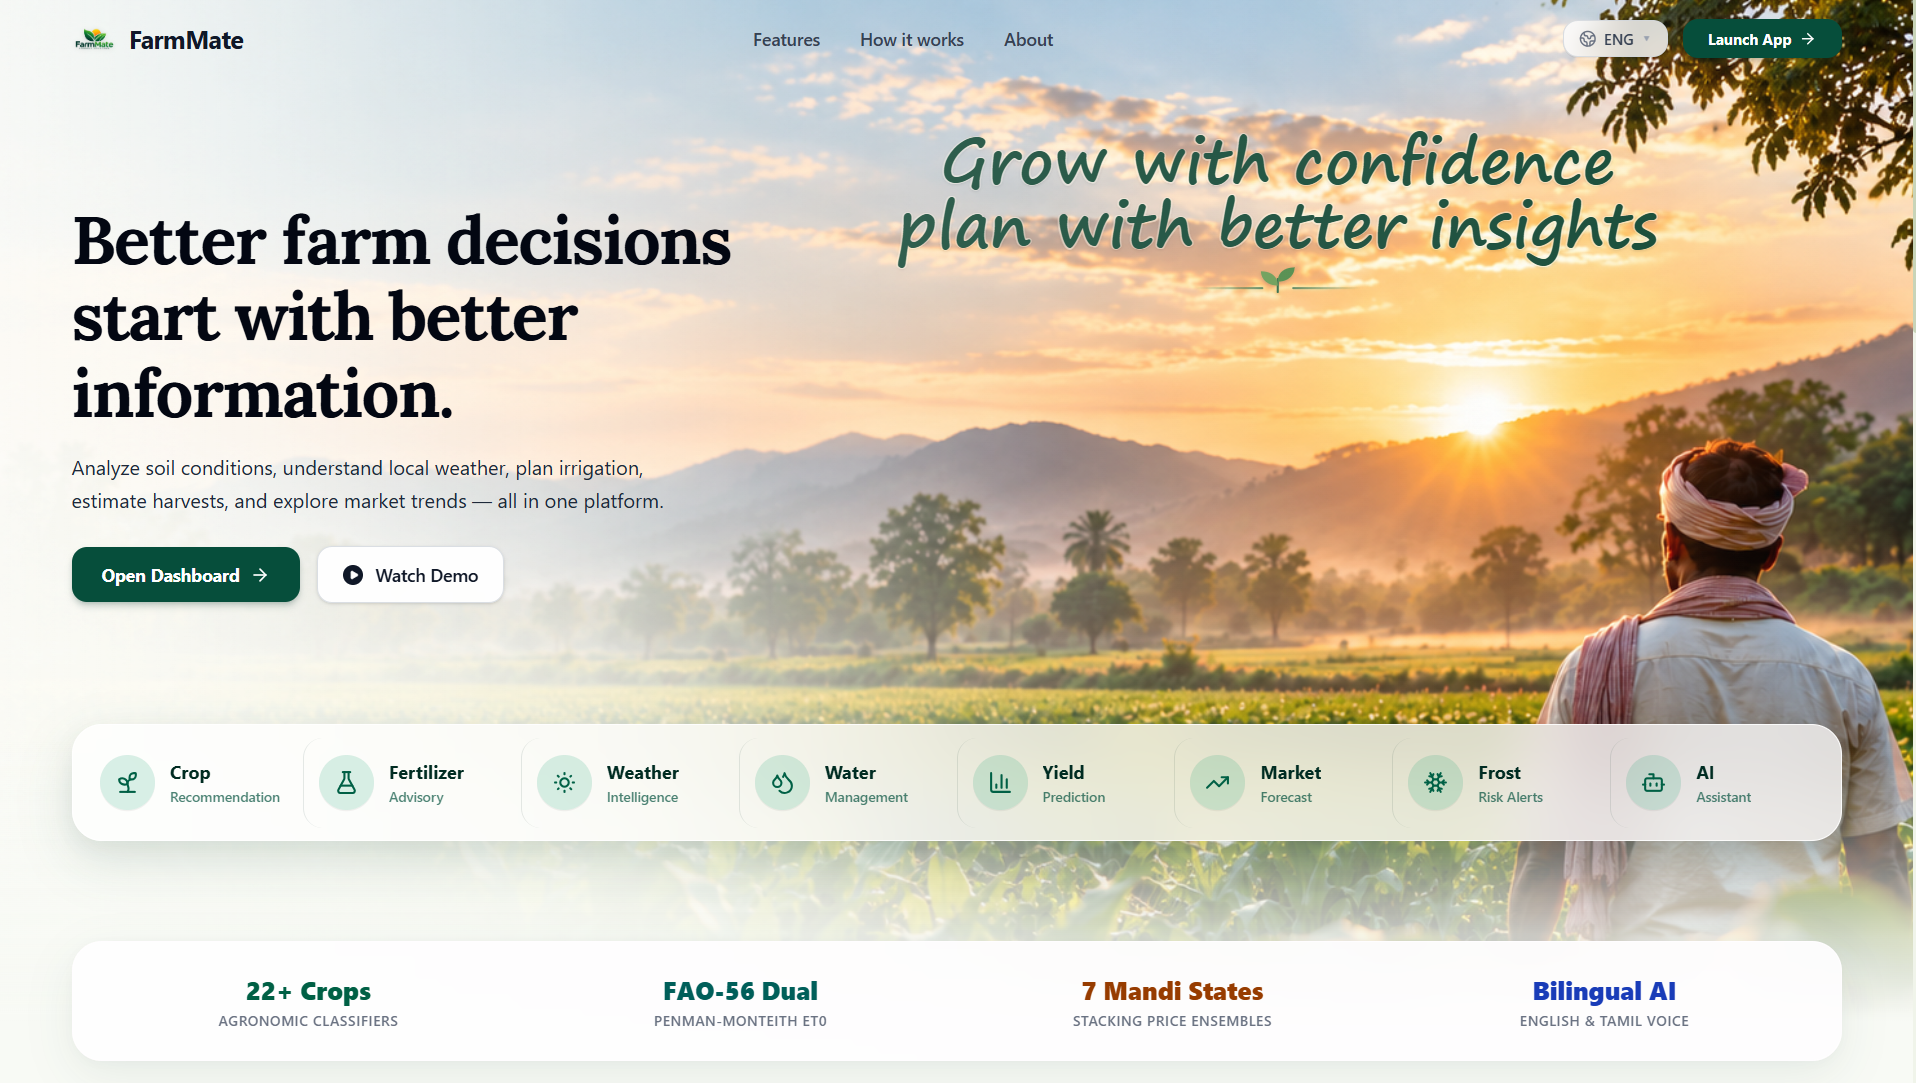 FarmMate
FarmMate
Features
How it works
About
ENG
Launch App
Grow with confidence
plan with better insights
Better farm decisions
start with better
information.
Analyze soil conditions, understand local weather, plan irrigation,
estimate harvests, and explore market trends — all in one platform.
Open Dashboard
Watch Demo
Crop
Recommendation
Fertilizer
Advisory
Weather
Intelligence
Water
Management
Yield
Prediction
Market
Forecast
Frost
Risk Alerts
AI
Assistant
22+ Crops
AGRONOMIC CLASSIFIERS
FAO-56 Dual
PENMAN-MONTEITH ET0
7 Mandi States
STACKING PRICE ENSEMBLES
Bilingual AI
ENGLISH & TAMIL VOICE